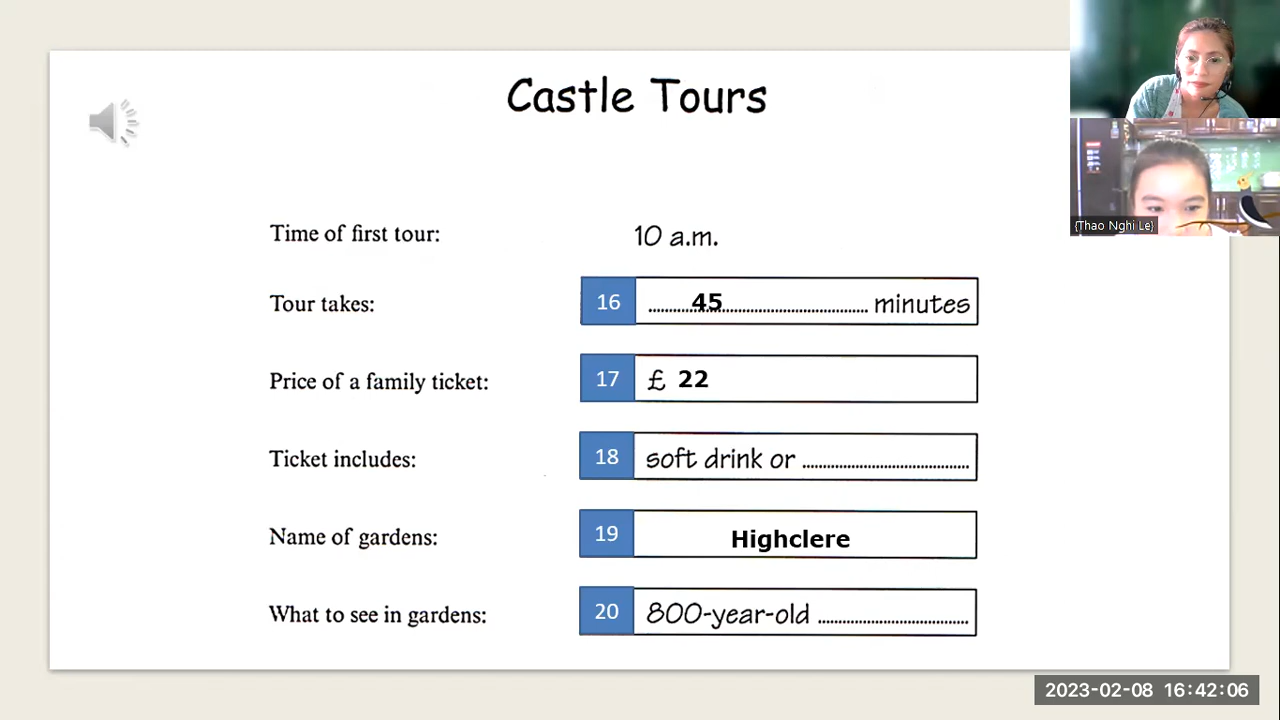 Castle Tours
{Thao Nghi Le}
Time of first tour: 10 a.m.
Tour takes: 16 45 minutes
Price of a family ticket: 17 £ 22
Ticket includes: 18 soft drink or
Name of gardens: 19 Highclere
What to see in gardens: 20 800-year-old
2023-02-08 16:42:06